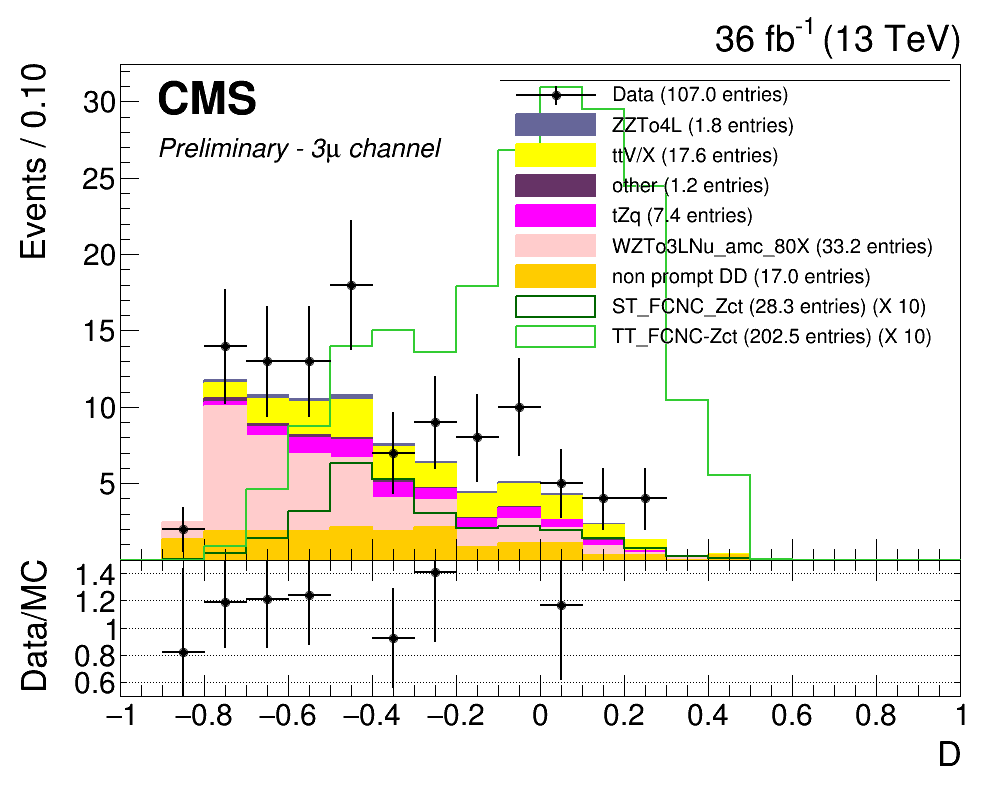 36 fb-1 (13 TeV)
Events / 0.10
CMS
Preliminary - 3μ channel
Data (107.0 entries)
ZZTo4L (1.8 entries)
ttV/X (17.6 entries)
other (1.2 entries)
tZq (7.4 entries)
WZTo3LNu_amc_80X (33.2 entries)
non prompt DD (17.0 entries)
ST_FCNC_Zct (28.3 entries) (X 10)
TT_FCNC-Zct (202.5 entries) (X 10)
30
25
20
15
10
5
Data/MC
1.4
1.2
1
0.8
0.6
−1 −0.8 −0.6 −0.4 −0.2 0 0.2 0.4 0.6 0.8 1
D